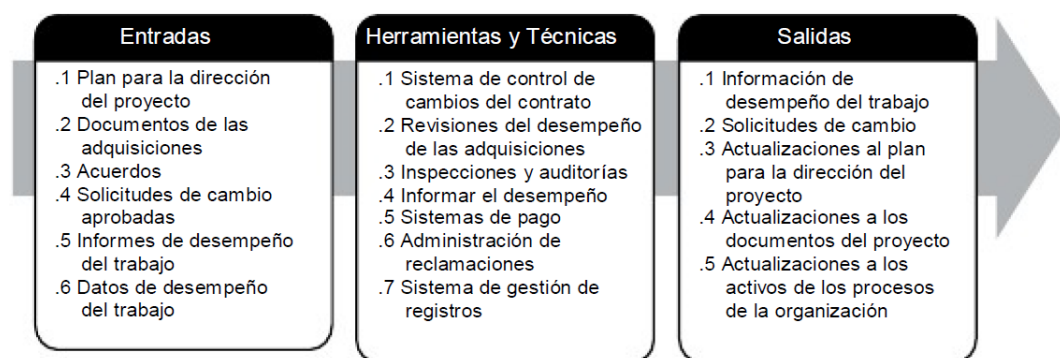 Entradas
.1 Plan para la dirección
del proyecto
.2 Documentos de las
adquisiciones
.3 Acuerdos
.4 Solicitudes de cambio
aprobadas
.5 Informes de desempeño
del trabajo
.6 Datos de desempeño
del trabajo
Herramientas y Técnicas
.1 Sistema de control de
cambios del contrato
.2 Revisiones del desempeño
de las adquisiciones
.3 Inspecciones y auditorías
.4 Informar el desempeño
.5 Sistemas de pago
.6 Administración de
reclamaciones
.7 Sistema de gestión de
registros
Salidas
.1 Información de
desempeño del trabajo
.2 Solicitudes de cambio
.3 Actualizaciones al plan
para la dirección del
proyecto
.4 Actualizaciones a los
documentos del proyecto
.5 Actualizaciones a los
activos de los procesos
de la organización